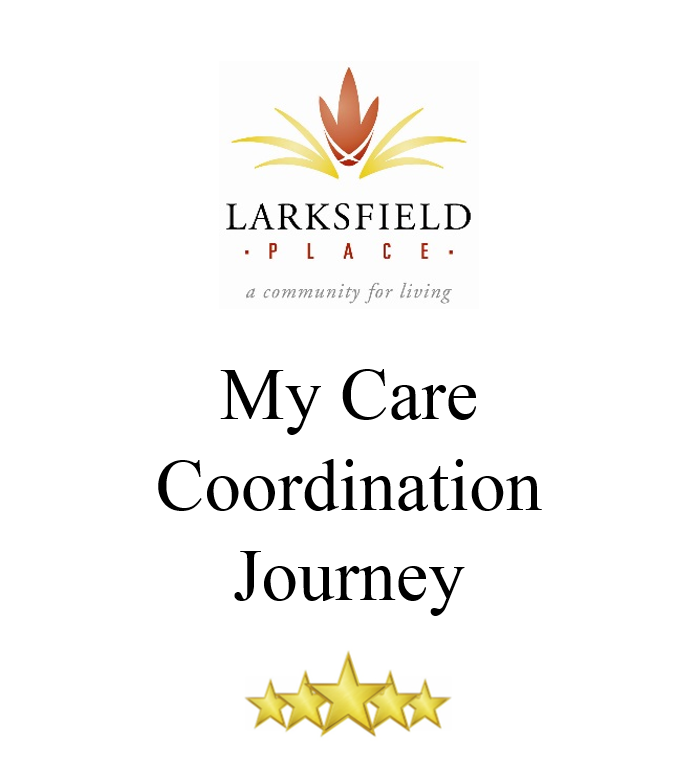 LARKSFIELD
· P L A C E ·
a community for living
My Care
Coordination
Journey